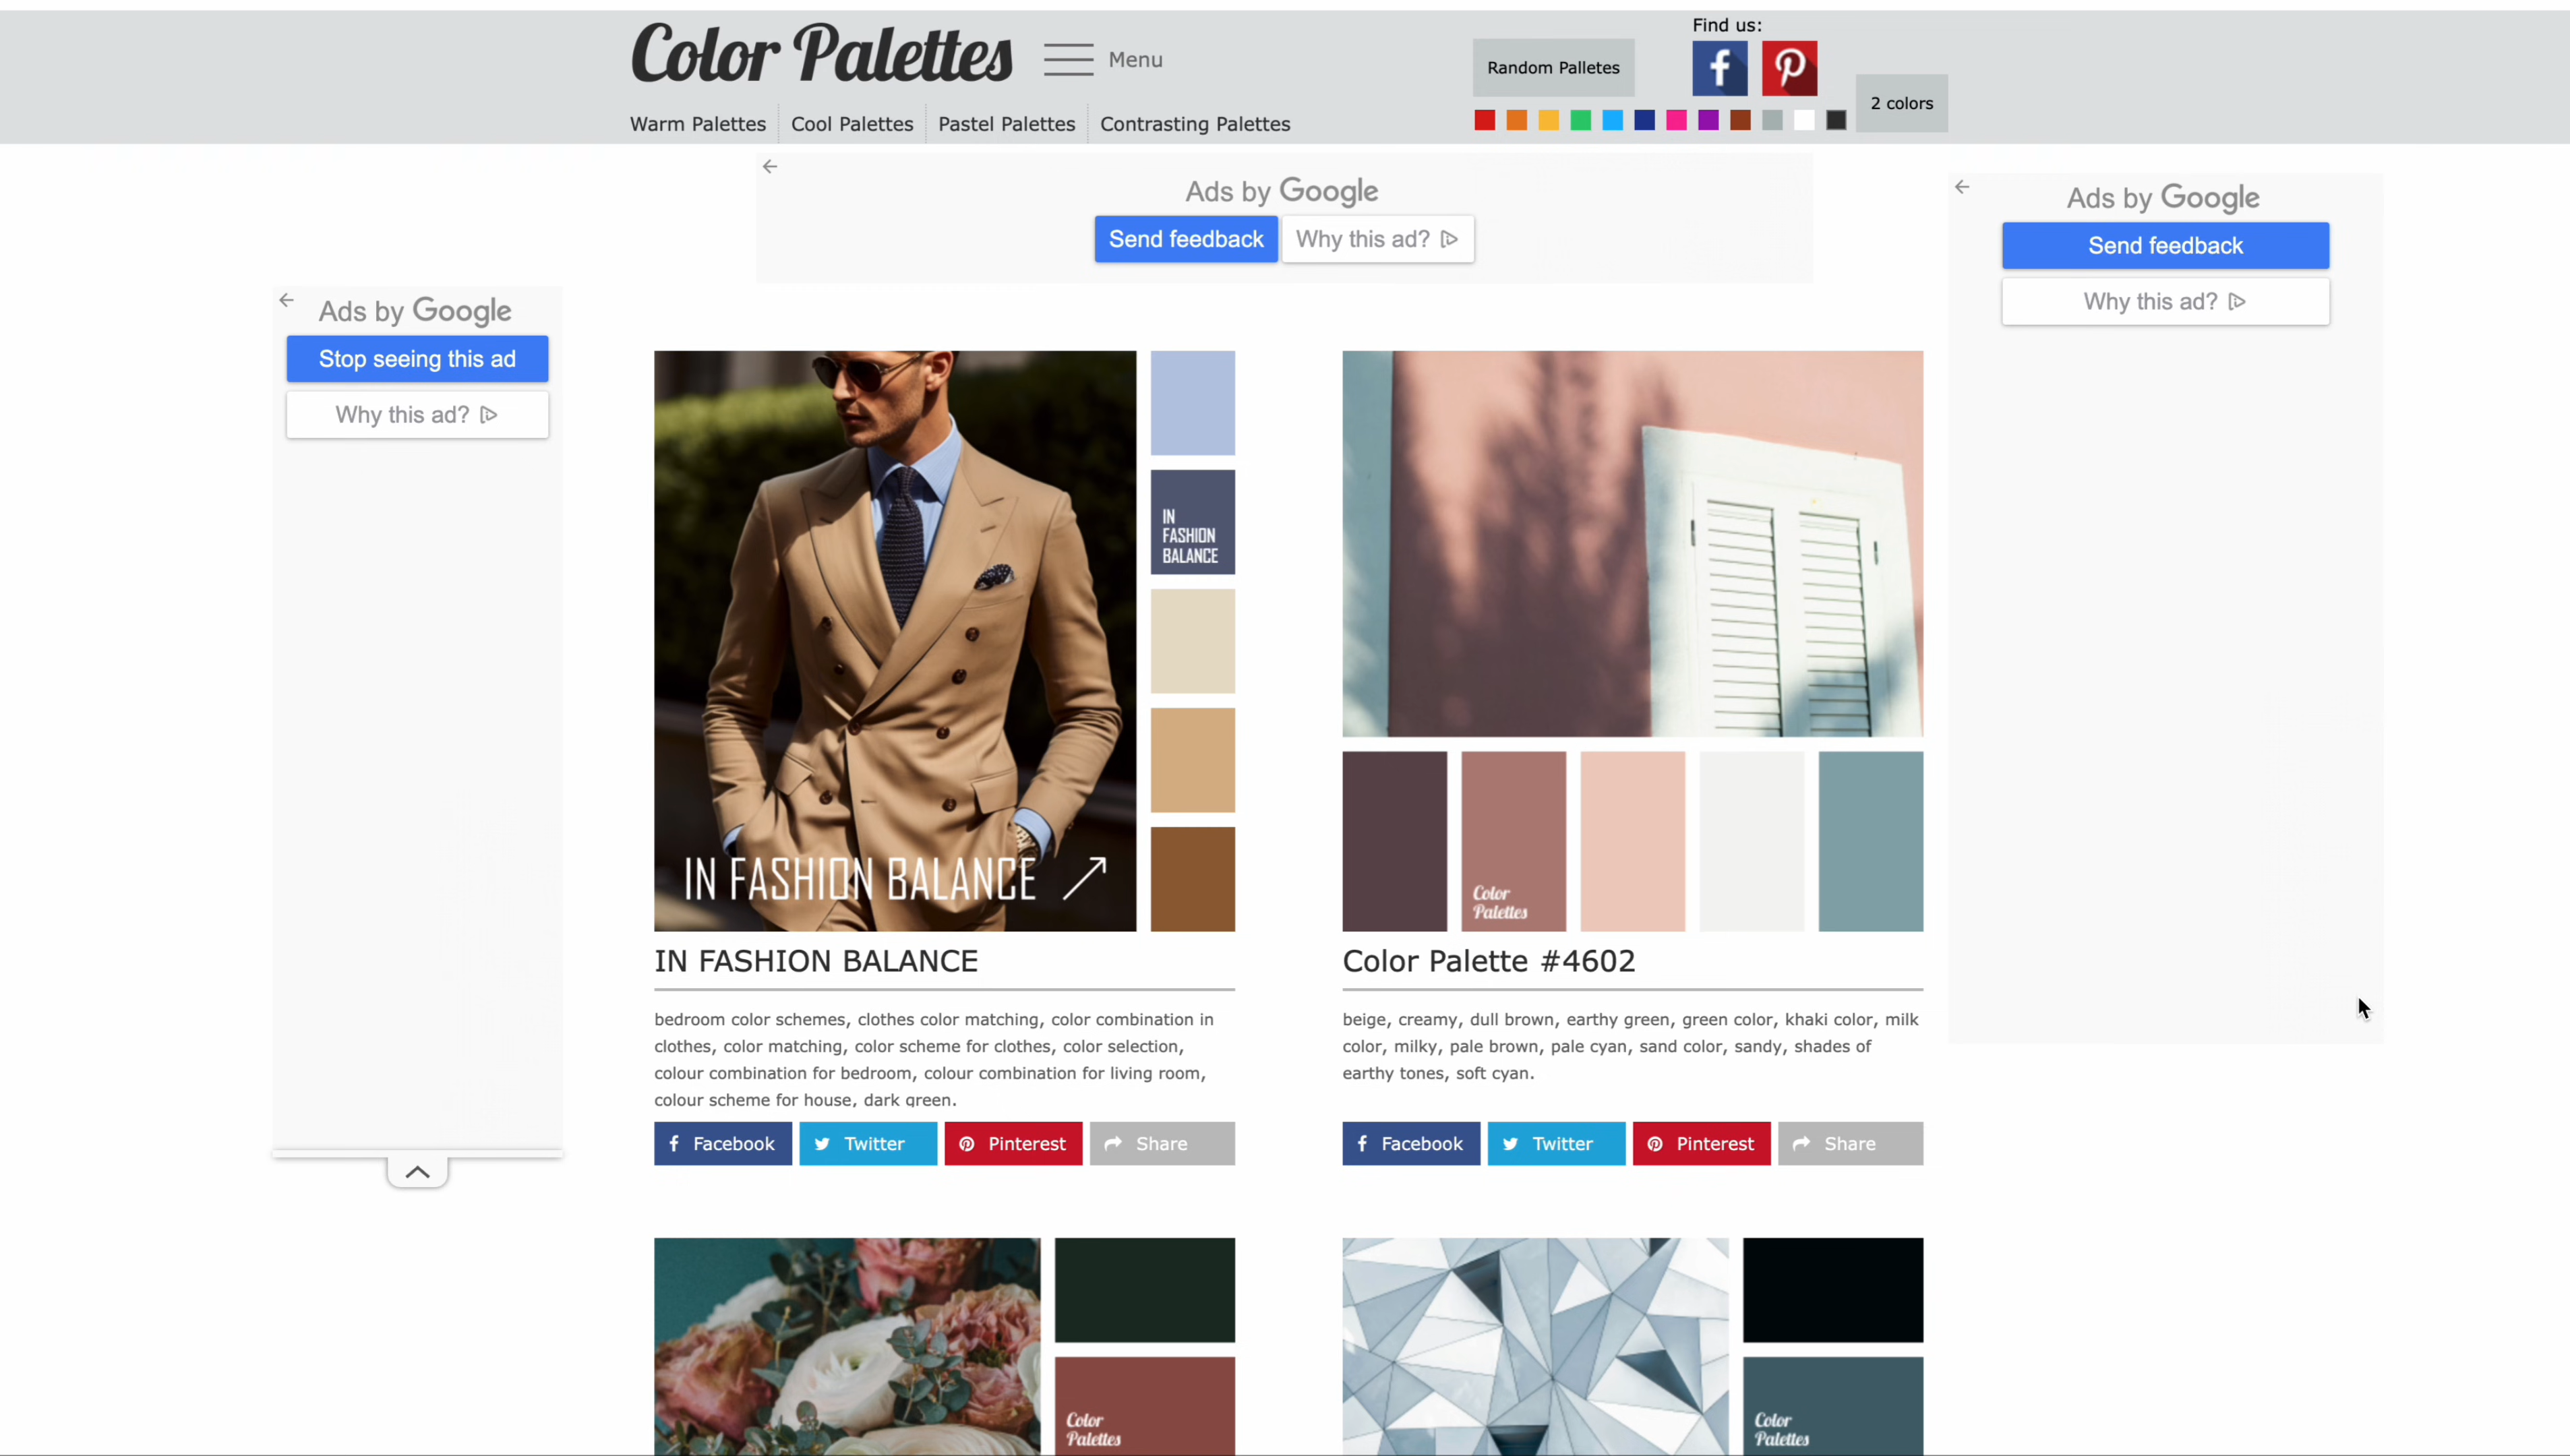 Color Palettes
Menu
Random Palletes
Find us:
2 colors
Warm Palettes
Cool Palettes
Pastel Palettes
Contrasting Palettes
Ads by Google
Send feedback
Why this ad?
Ads by Google
Send feedback
Why this ad?
Ads by Google
Stop seeing this ad
Why this ad?
IN
FASHION
BALANCE
IN FASHION BALANCE
Color
Palettes
IN FASHION BALANCE
bedroom color schemes, clothes color matching, color combination in
clothes, color matching, color scheme for clothes, color selection,
colour combination for bedroom, colour combination for living room,
colour scheme for house, dark green.
Facebook
Twitter
Pinterest
Share
Color Palette #4602
beige, creamy, dull brown, earthy green, green color, khaki color, milk
color, milky, pale brown, pale cyan, sand color, sandy, shades of
earthy tones, soft cyan.
Facebook
Twitter
Pinterest
Share
Color
Palettes
Color
Palettes